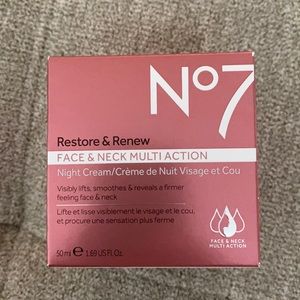 No7
Restore & Renew
FACE & NECK MULTI ACTION
Night Cream/Crème de Nuit Visage et Cou
Visibly lifts, smoothes & reveals a firmer
feeling face & neck
Lifte et lisse visiblement le visage et le cou,
et procure une sensation plus ferme
50 ml e 1.69 US Fl. Oz.
FACE & NECK
MULTI ACTION